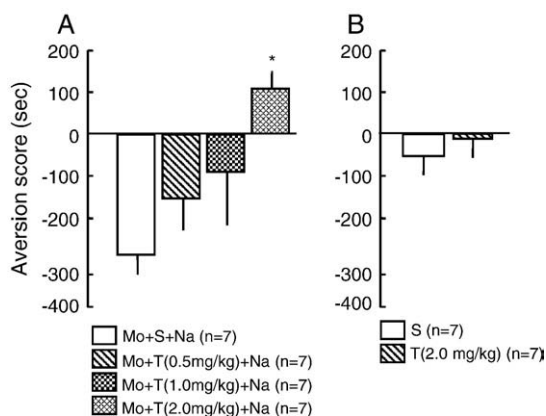 A
B
Aversion score (sec)
200
100
0
-100
-200
-300
-400
*
200
100
0
-100
-200
-300
-400
Mo+S+Na (n=7)
Mo+T(0.5mg/kg)+Na (n=7)
Mo+T(1.0mg/kg)+Na (n=7)
Mo+T(2.0mg/kg)+Na (n=7)
S (n=7)
T(2.0 mg/kg) (n=7)